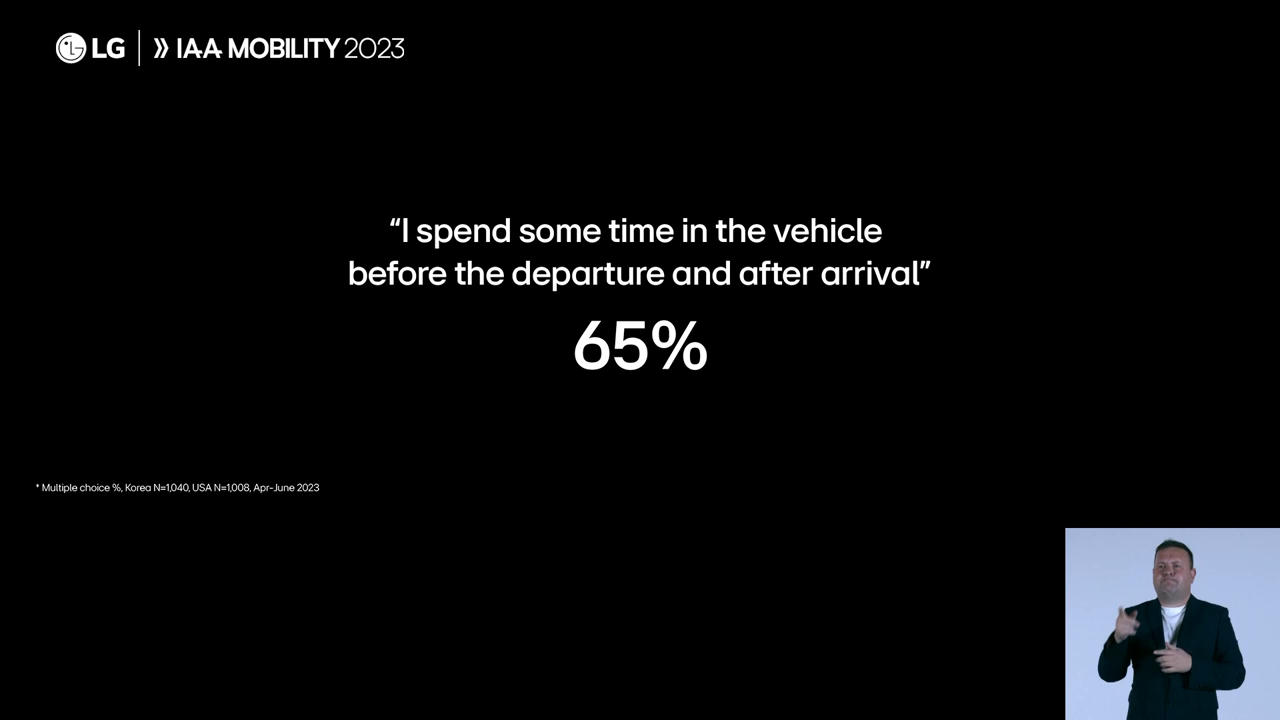 LG | IAA MOBILITY 2023
“I spend some time in the vehicle
before the departure and after arrival”
65%
* Multiple choice %, Korea N=1,040, USA N=1,008, Apr-June 2023